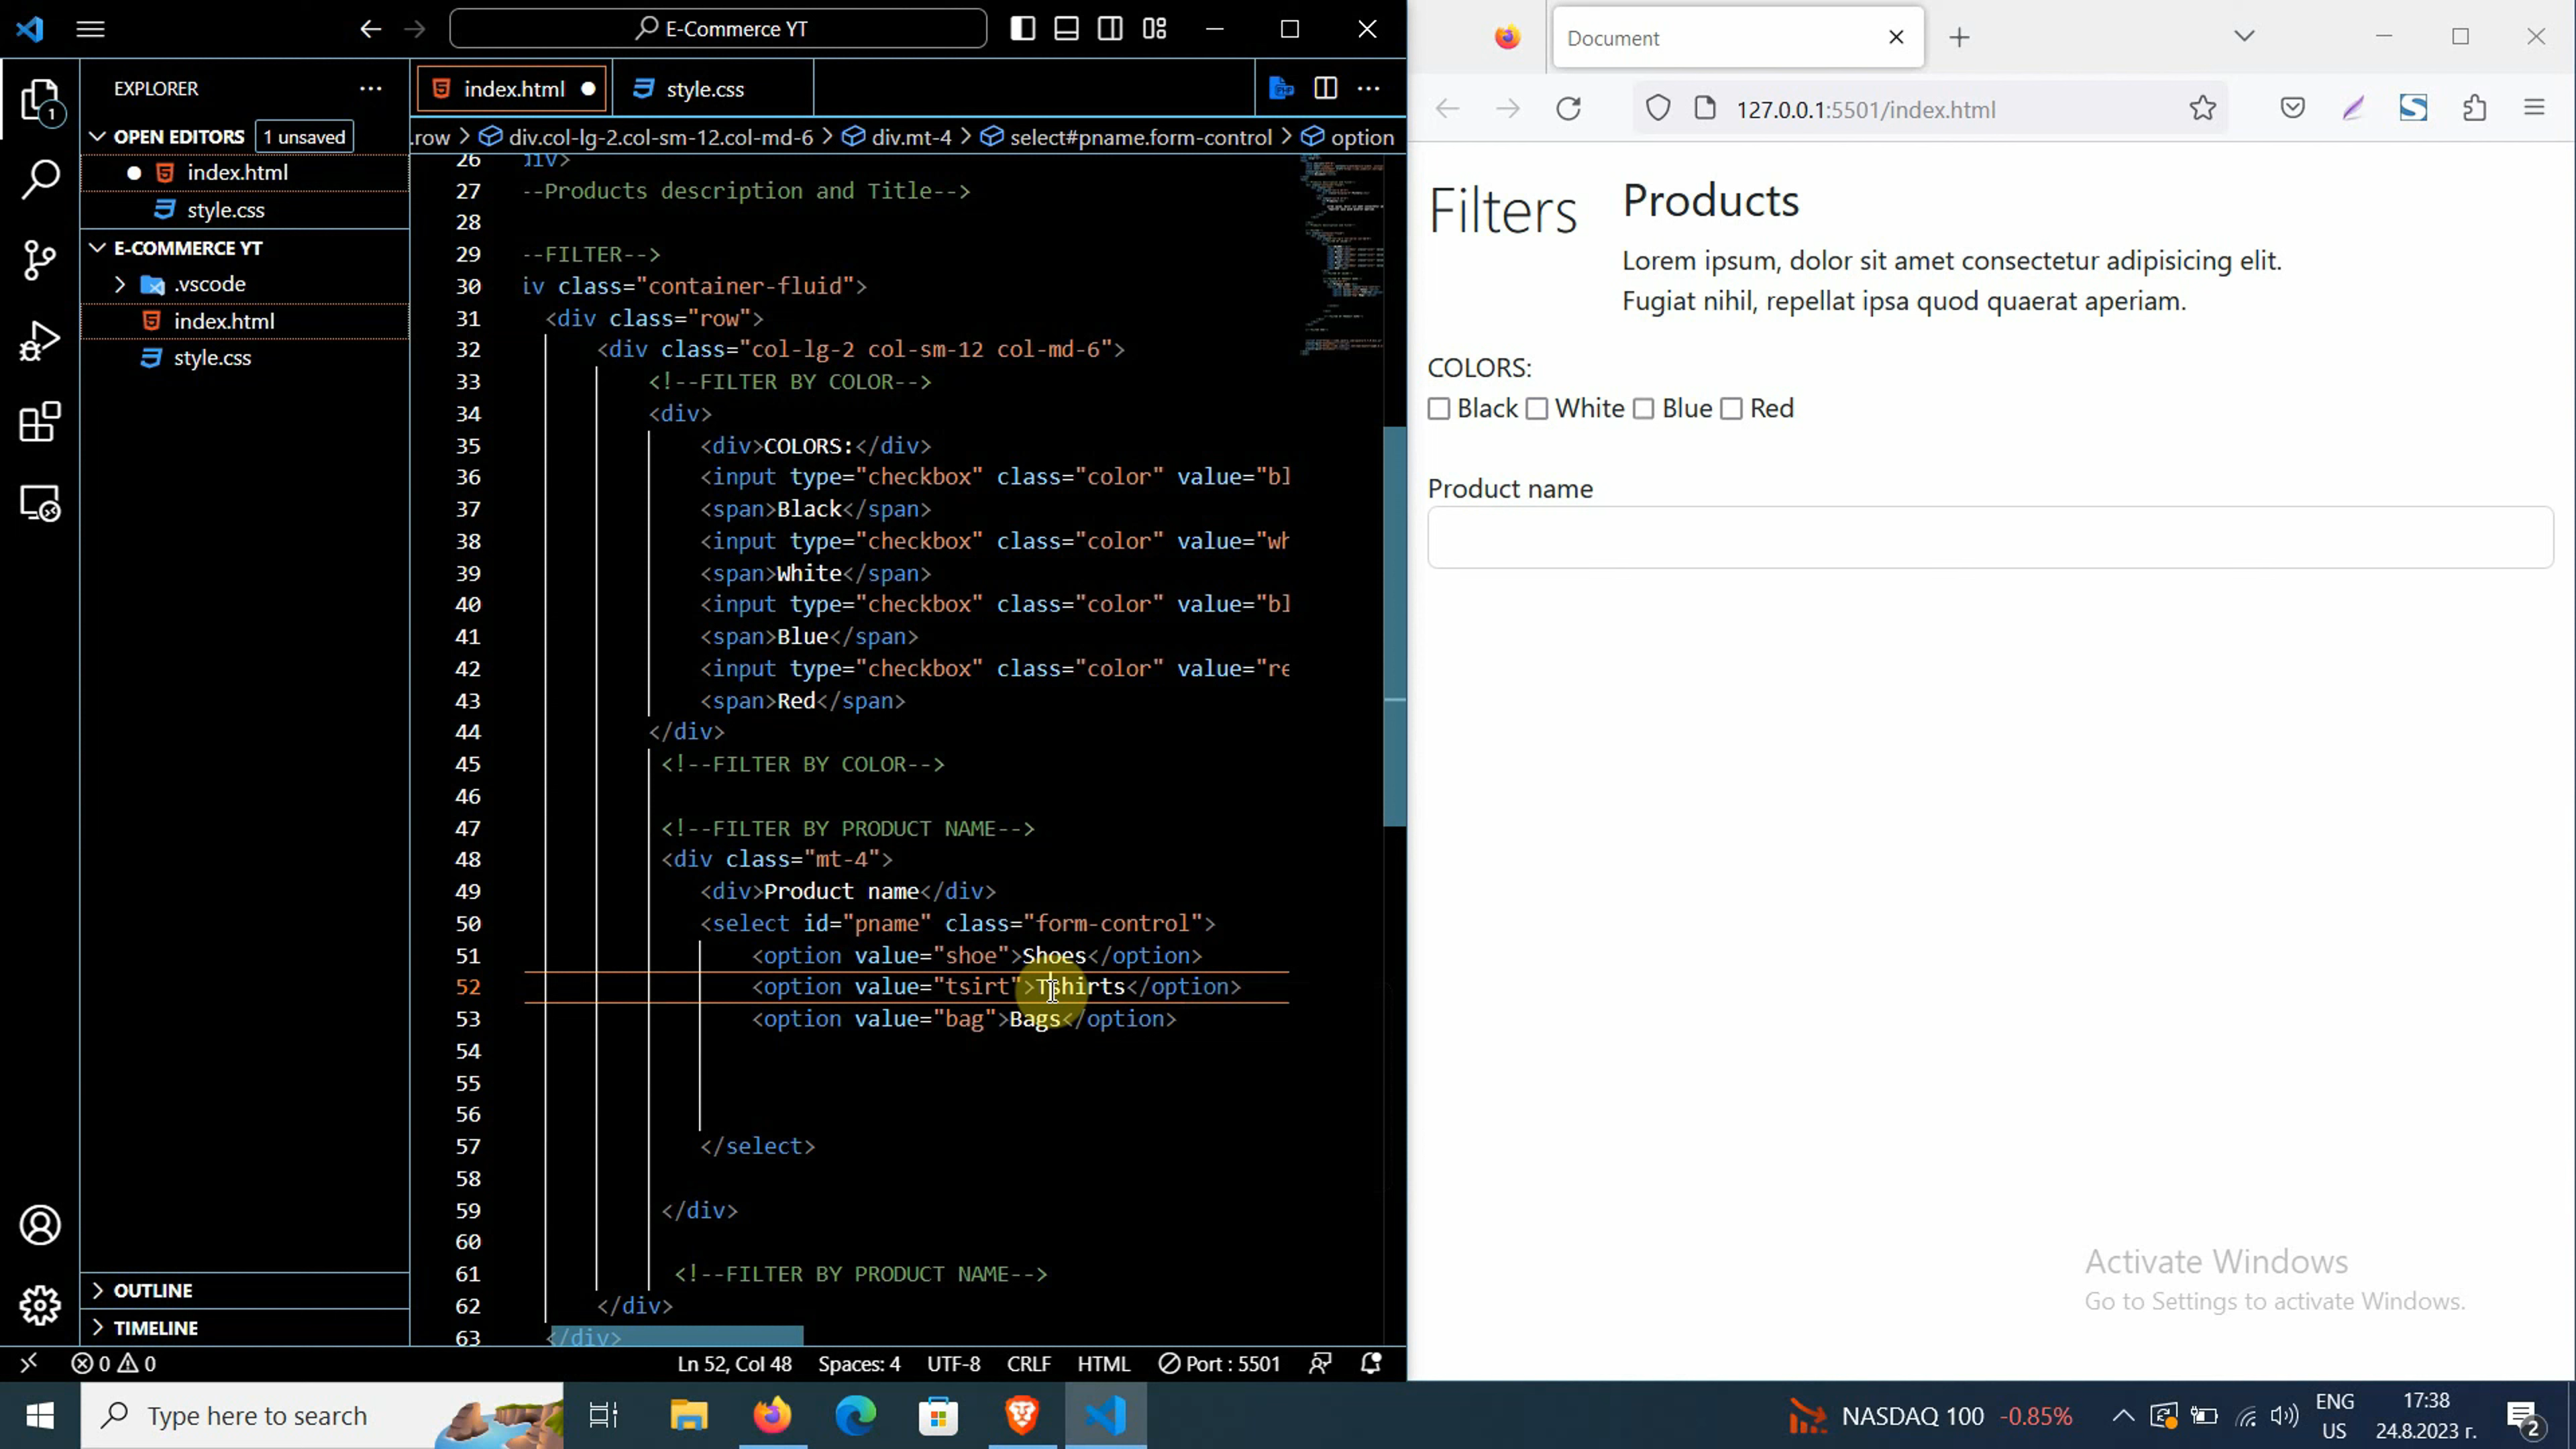 E-Commerce YT
EXPLORER
OPEN EDITORS
1 unsaved
index.html
style.css
E-COMMERCE YT
.vscode
index.html
style.css
OUTLINE
TIMELINE
index.html
style.css
.row > div.col-lg-2.col-sm-12.col-md-6 > div.mt-4 > select#pname.form-control > option
26 div>
27 --Products description and Title-->
28
29 --FILTER-->
30 iv class="container-fluid">
31 <div class="row">
32 <div class="col-lg-2 col-sm-12 col-md-6">
33 <!--FILTER BY COLOR-->
34 <div>
35 <div>COLORS:</div>
36 <input type="checkbox" class="color" value="bl
37 <span>Black</span>
38 <input type="checkbox" class="color" value="wh
39 <span>White</span>
40 <input type="checkbox" class="color" value="bl
41 <span>Blue</span>
42 <input type="checkbox" class="color" value="re
43 <span>Red</span>
44 </div>
45 <!--FILTER BY COLOR-->
46
47 <!--FILTER BY PRODUCT NAME-->
48 <div class="mt-4">
49 <div>Product name</div>
50 <select id="pname" class="form-control">
51 <option value="shoe">Shoes</option>
52 <option value="tsirt">Tshirts</option>
53 <option value="bag">Bags</option>
54
55
56
57 </select>
58
59 </div>
60
61 <!--FILTER BY PRODUCT NAME-->
62 </div>
63 </div>
0 0
Ln 52, Col 48
Spaces: 4
UTF-8
CRLF
HTML
Port : 5501
Document
127.0.0.1:5501/index.html
Filters
Products
Lorem ipsum, dolor sit amet consectetur adipisicing elit.
Fugiat nihil, repellat ipsa quod quaerat aperiam.
COLORS:
Black White Blue Red
Product name
Activate Windows
Go to Settings to activate Windows.
Type here to search
NASDAQ 100 -0.85%
ENG
US
17:38
24.8.2023 г.
2